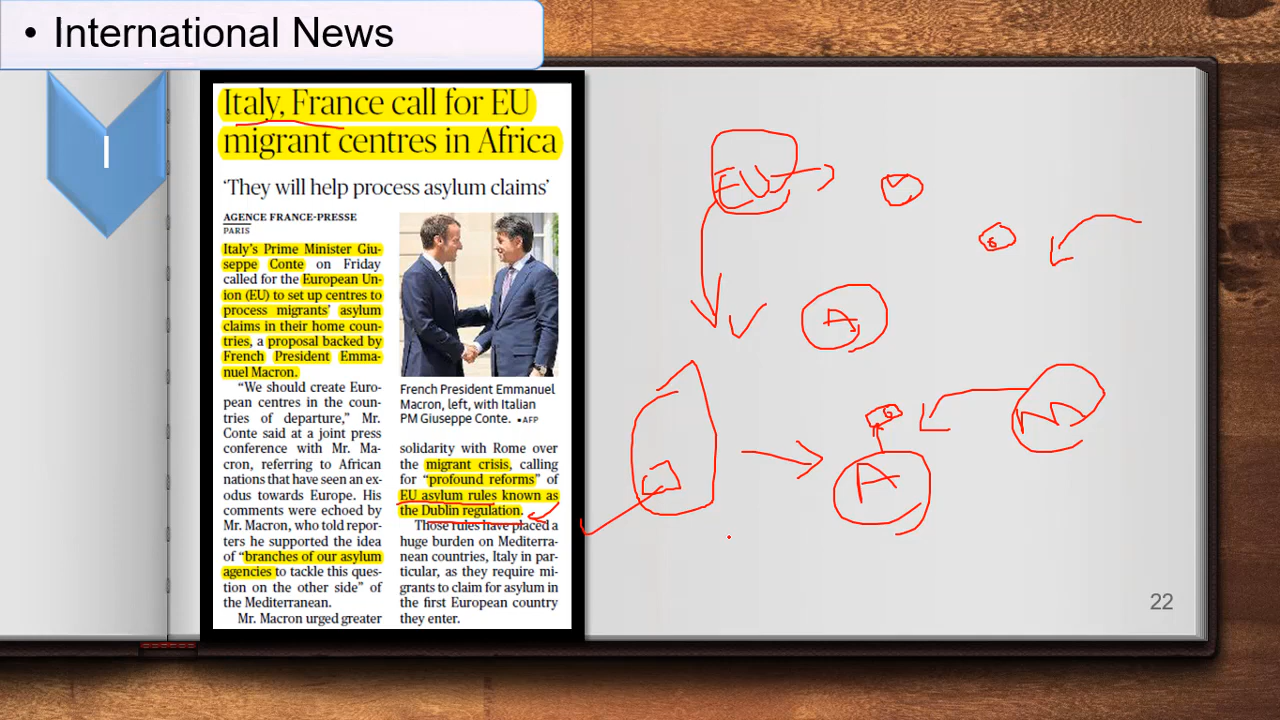 • International News
I
Italy, France call for EU
migrant centres in Africa
‘They will help process asylum claims’
AGENCE FRANCE-PRESSE
PARIS
Italy’s Prime Minister Giu-
seppe Conte on Friday
called for the European Un-
ion (EU) to set up centres to
process migrants’ asylum
claims in their home coun-
tries, a proposal backed by
French President Emma-
nuel Macron.
“We should create Euro-
pean centres in the coun-
tries of departure,” Mr.
Conte said at a joint press
conference with Mr. Ma-
cron, referring to African
nations that have seen an ex-
odus towards Europe. His
comments were echoed by
Mr. Macron, who told repor-
ters he supported the idea
of “branches of our asylum
agencies to tackle this ques-
tion on the other side” of
the Mediterranean.
Mr. Macron urged greater
French President Emmanuel
Macron, left, with Italian
PM Giuseppe Conte. •AFP
solidarity with Rome over
the migrant crisis, calling
for “profound reforms” of
EU asylum rules known as
the Dublin regulation.
Those rules have placed a
huge burden on Mediterra-
nean countries, Italy in par-
ticular, as they require mi-
grants to claim for asylum in
the first European country
they enter.
EU
A
A
22